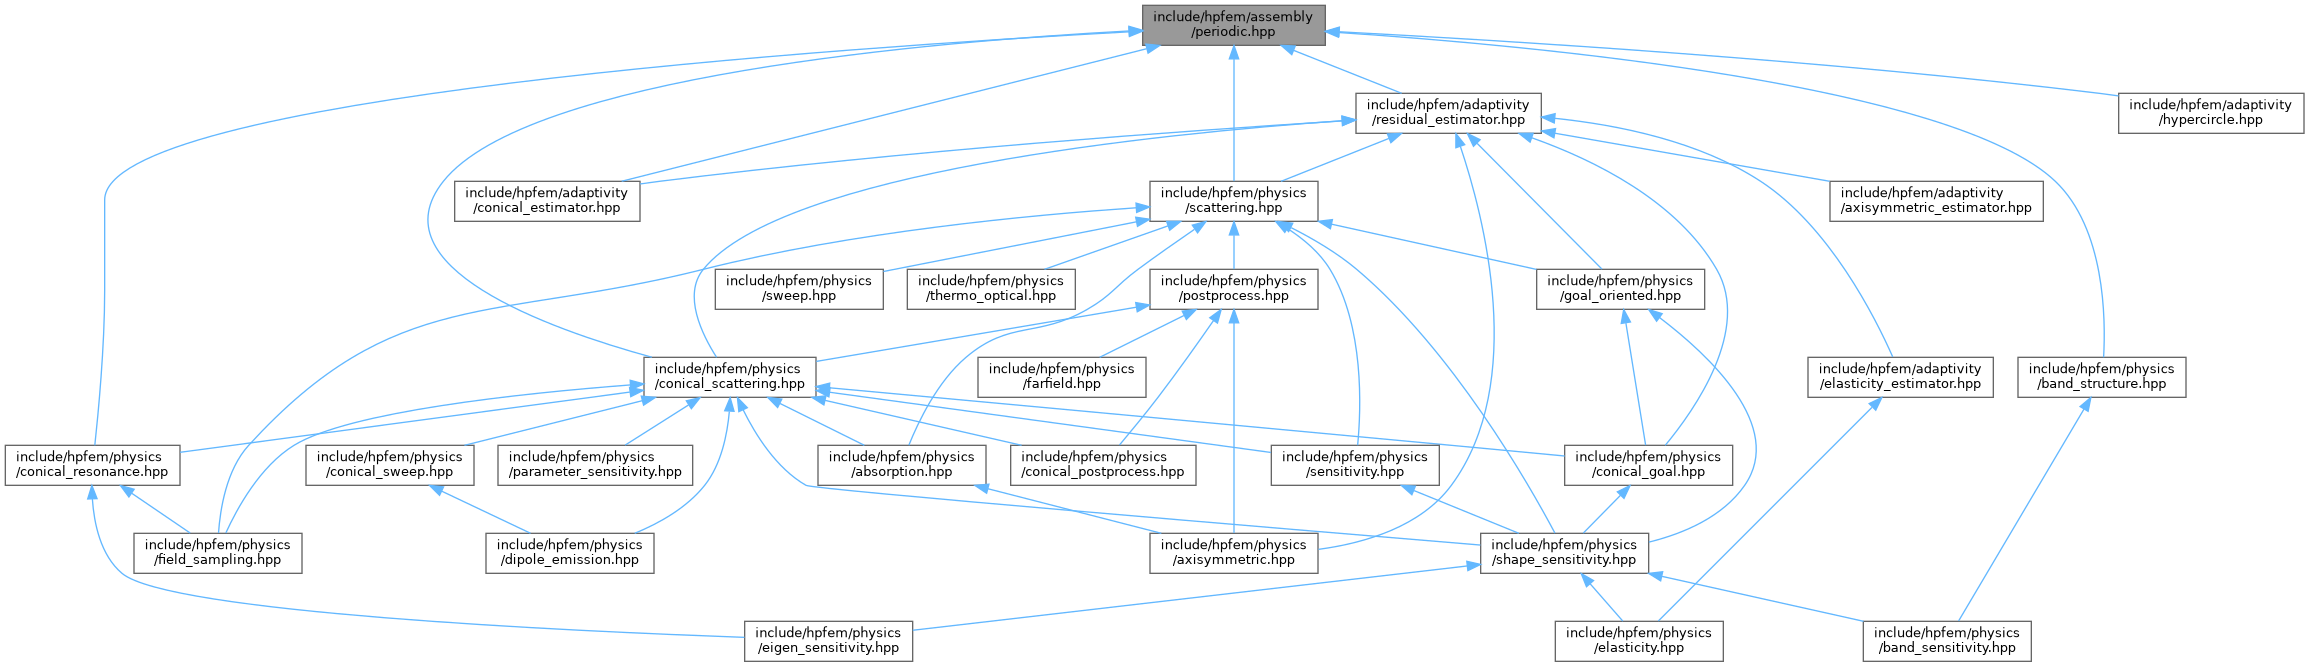 include/hpfem/assembly
/periodic.hpp
include/hpfem/adaptivity
/residual_estimator.hpp
include/hpfem/adaptivity
/hypercircle.hpp
include/hpfem/adaptivity
/conical_estimator.hpp
include/hpfem/physics
/scattering.hpp
include/hpfem/adaptivity
/axisymmetric_estimator.hpp
include/hpfem/physics
/sweep.hpp
include/hpfem/physics
/thermo_optical.hpp
include/hpfem/physics
/postprocess.hpp
include/hpfem/physics
/goal_oriented.hpp
include/hpfem/physics
/conical_scattering.hpp
include/hpfem/physics
/farfield.hpp
include/hpfem/adaptivity
/elasticity_estimator.hpp
include/hpfem/physics
/band_structure.hpp
include/hpfem/physics
/conical_resonance.hpp
include/hpfem/physics
/conical_sweep.hpp
include/hpfem/physics
/parameter_sensitivity.hpp
include/hpfem/physics
/absorption.hpp
include/hpfem/physics
/conical_postprocess.hpp
include/hpfem/physics
/sensitivity.hpp
include/hpfem/physics
/conical_goal.hpp
include/hpfem/physics
/field_sampling.hpp
include/hpfem/physics
/dipole_emission.hpp
include/hpfem/physics
/axisymmetric.hpp
include/hpfem/physics
/shape_sensitivity.hpp
include/hpfem/physics
/eigen_sensitivity.hpp
include/hpfem/physics
/elasticity.hpp
include/hpfem/physics
/band_sensitivity.hpp